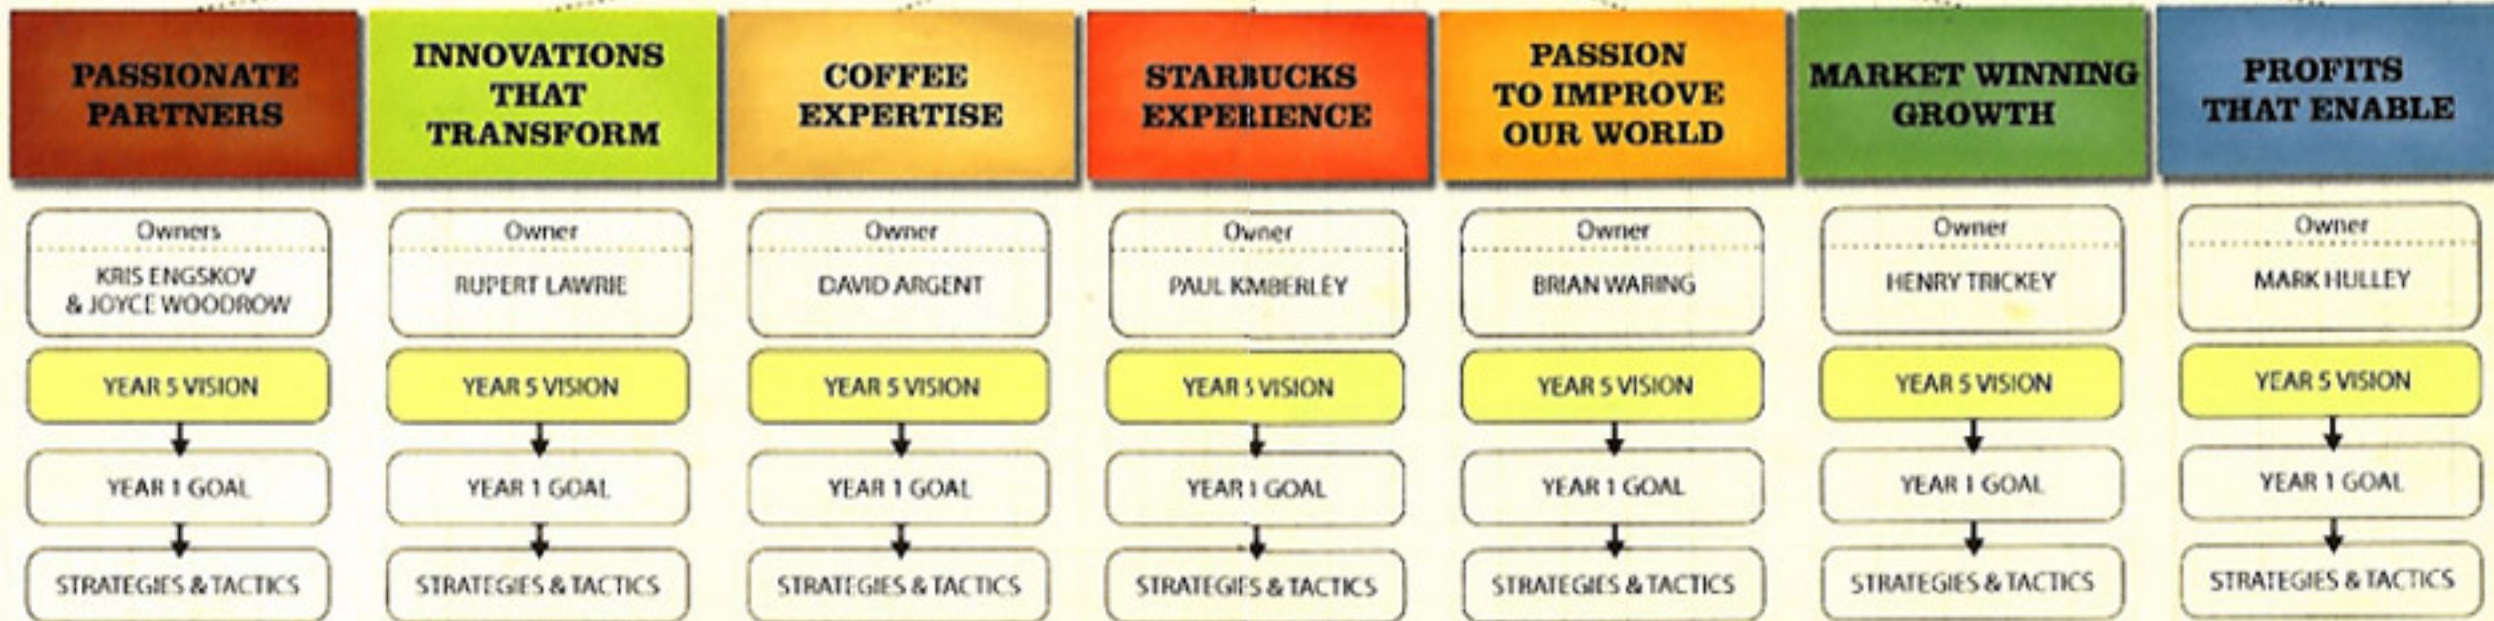 PASSIONATE
PARTNERS
INNOVATIONS
THAT
TRANSFORM
COFFEE
EXPERTISE
STARBUCKS
EXPERIENCE
PASSION
TO IMPROVE
OUR WORLD
MARKET WINNING
GROWTH
PROFITS
THAT ENABLE
Owners
KRIS ENGSKOV
& JOYCE WOODROW
Owner
RUPERT LAWRIE
Owner
DAVID ARGENT
Owner
PAUL KMBERLEY
Owner
BRIAN WARING
Owner
HENRY TRICKEY
Owner
MARK HULLEY
YEAR 5 VISION
YEAR 5 VISION
YEAR 5 VISION
YEAR 5 VISION
YEAR 5 VISION
YEAR 5 VISION
YEAR 5 VISION
YEAR 1 GOAL
YEAR 1 GOAL
YEAR 1 GOAL
YEAR 1 GOAL
YEAR 1 GOAL
YEAR 1 GOAL
YEAR 1 GOAL
STRATEGIES & TACTICS
STRATEGIES & TACTICS
STRATEGIES & TACTICS
STRATEGIES & TACTICS
STRATEGIES & TACTICS
STRATEGIES & TACTICS
STRATEGIES & TACTICS